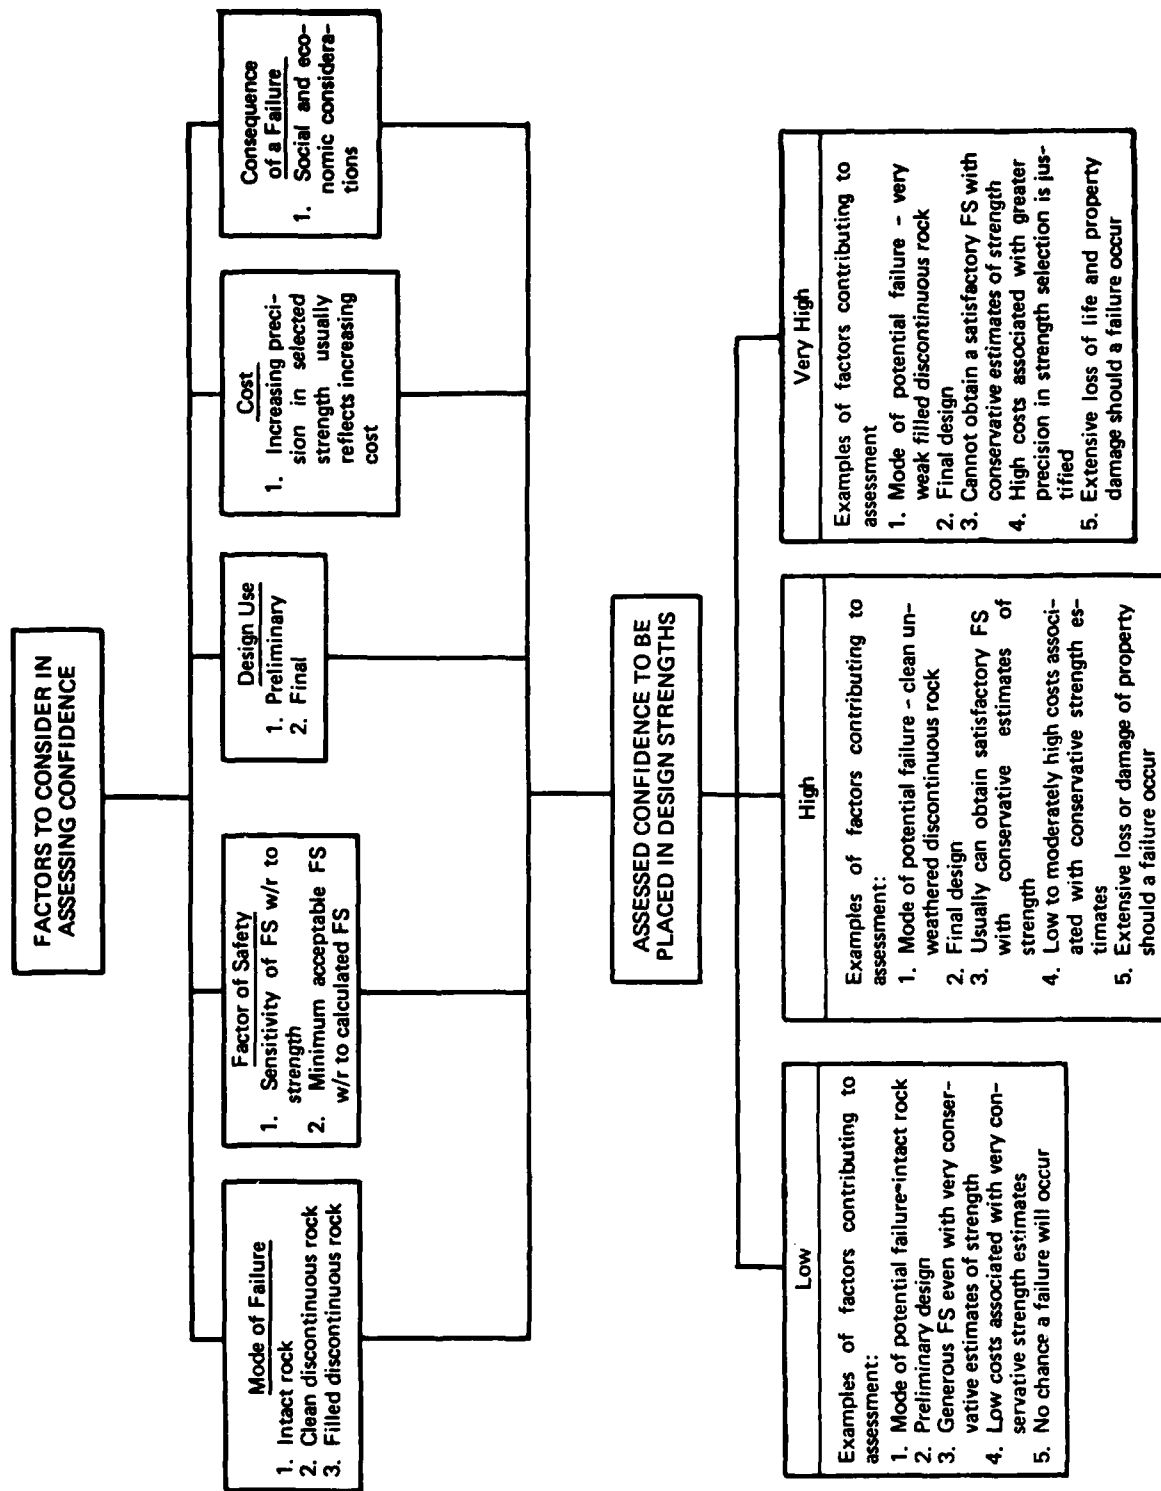 FACTORS TO CONSIDER IN
ASSESSING CONFIDENCE
Mode of Failure
1. Intact rock
2. Clean discontinuous rock
3. Filled discontinuous rock
Factor of Safety
1. Sensitivity of FS w/r to
strength
2. Minimum acceptable FS
w/r to calculated FS
Design Use
1. Preliminary
2. Final
Cost
1. Increasing preci-
sion in selected
strength usually
reflects increasing
cost
Consequence
of a Failure
1. Social and eco-
nomic considera-
tions
ASSESSED CONFIDENCE TO BE
PLACED IN DESIGN STRENGTHS
Low
Examples of factors contributing to
assessment:
1. Mode of potential failure-intact rock
2. Preliminary design
3. Generous FS even with very conser-
vative estimates of strength
4. Low costs associated with very con-
servative strength estimates
5. No chance a failure will occur
High
Examples of factors contributing to
assessment:
1. Mode of potential failure - clean un-
weathered discontinuous rock
2. Final design
3. Usually can obtain satisfactory FS
with conservative estimates of
strength
4. Low to moderately high costs associ-
ated with conservative strength es-
timates
5. Extensive loss or damage of property
should a failure occur
Very High
Examples of factors contributing to
assessment
1. Mode of potential failure - very
weak filled discontinuous rock
2. Final design
3. Cannot obtain a satisfactory FS with
conservative estimates of strength
4. High costs associated with greater
precision in strength selection is jus-
tified
5. Extensive loss of life and property
damage should a failure occur